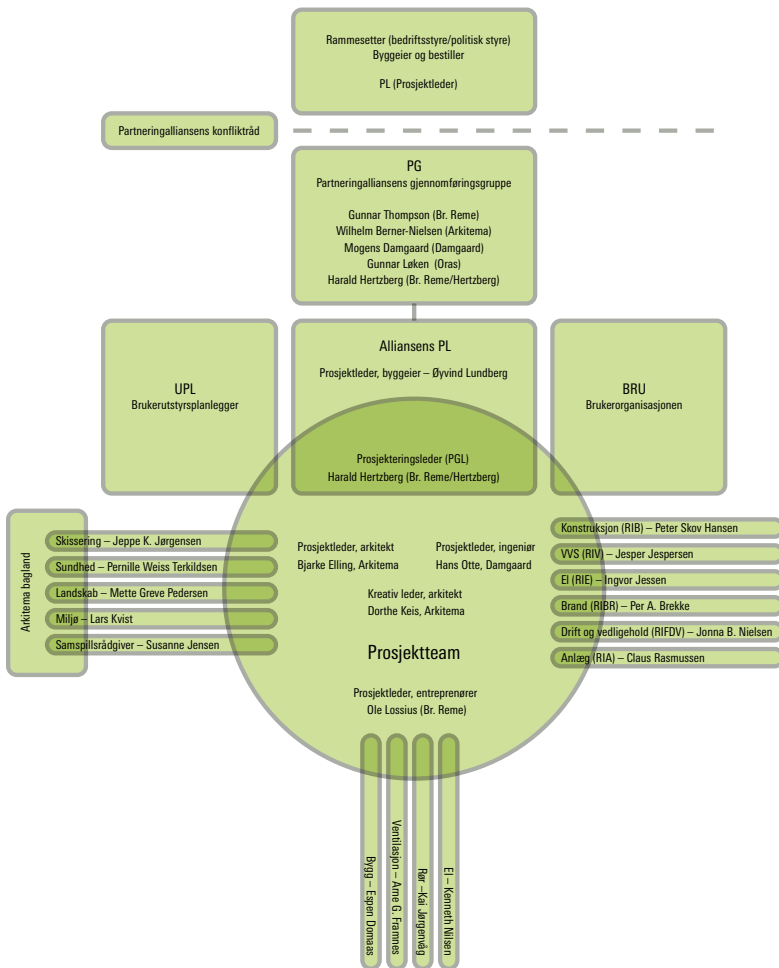 Rammesetter (bedriftsstyre/politisk styre)
Byggeier og bestiller
PL (Prosjektleder)
Partneringalliansens konfliktråd
PG
Partneringalliansens gjennomføringsgruppe
Gunnar Thompson (Br. Reme)
Wilhelm Berner-Nielsen (Arkitema)
Mogens Damgaard (Damgaard)
Gunnar Løken (Oras)
Harald Hertzberg (Br. Reme/Hertzberg)
UPL
Brukerutstyrsplanlegger
Alliansens PL
Prosjektleder, byggeier – Øyvind Lundberg
BRU
Brukerorganisasjonen
Prosjekteringsleder (PGL)
Harald Hertzberg (Br. Reme/Hertzberg)
Arkitema bagland
Skissering – Jeppe K. Jørgensen
Sundhed – Pernille Weiss Terkildsen
Landskab – Mette Greve Pedersen
Miljø – Lars Kvist
Samspillsrådgiver – Susanne Jensen
Prosjektleder, arkitekt
Bjarke Elling, Arkitema
Prosjektleder, ingeniør
Hans Otte, Damgaard
Kreativ leder, arkitekt
Dorthe Keis, Arkitema
Prosjektteam
Prosjektleder, entreprenører
Ole Lossius (Br. Reme)
Konstruksjon (RIB) – Peter Skov Hansen
VVS (RIV) – Jesper Jespersen
El (RIE) – Ingvor Jessen
Brand (RIBR) – Per A. Brekke
Drift og vedligehold (RIFDV) – Jonna B. Nielsen
Anlæg (RIA) – Claus Rasmussen
Bygg – Espen Domaas
Ventilasjon – Arne G. Framnes
Rør –Kai Jørgenvåg
El – Kenneth Nilsen